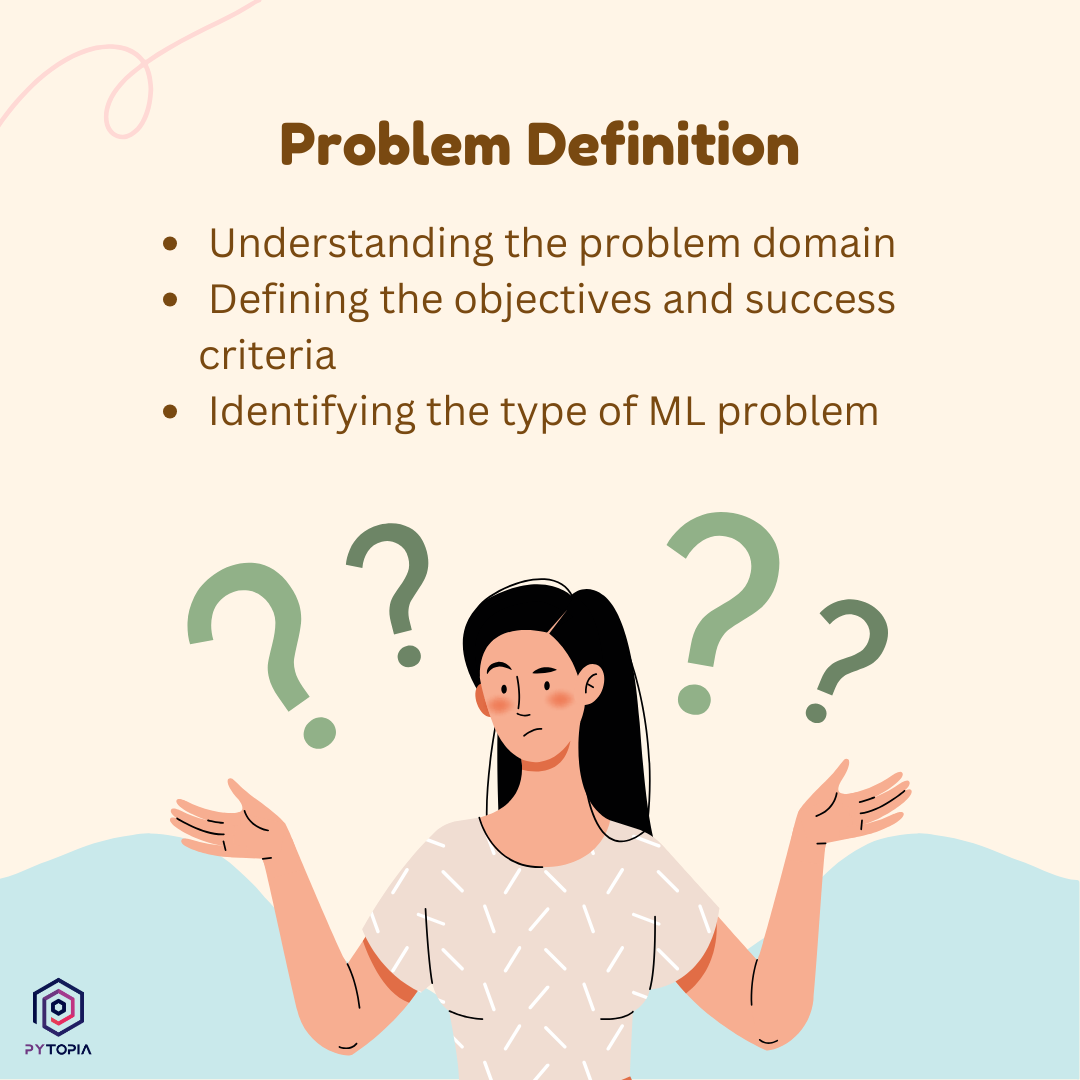 Problem Definition
• Understanding the problem domain
• Defining the objectives and success
criteria
• Identifying the type of ML problem
? ? ? ?
PYTOPIA